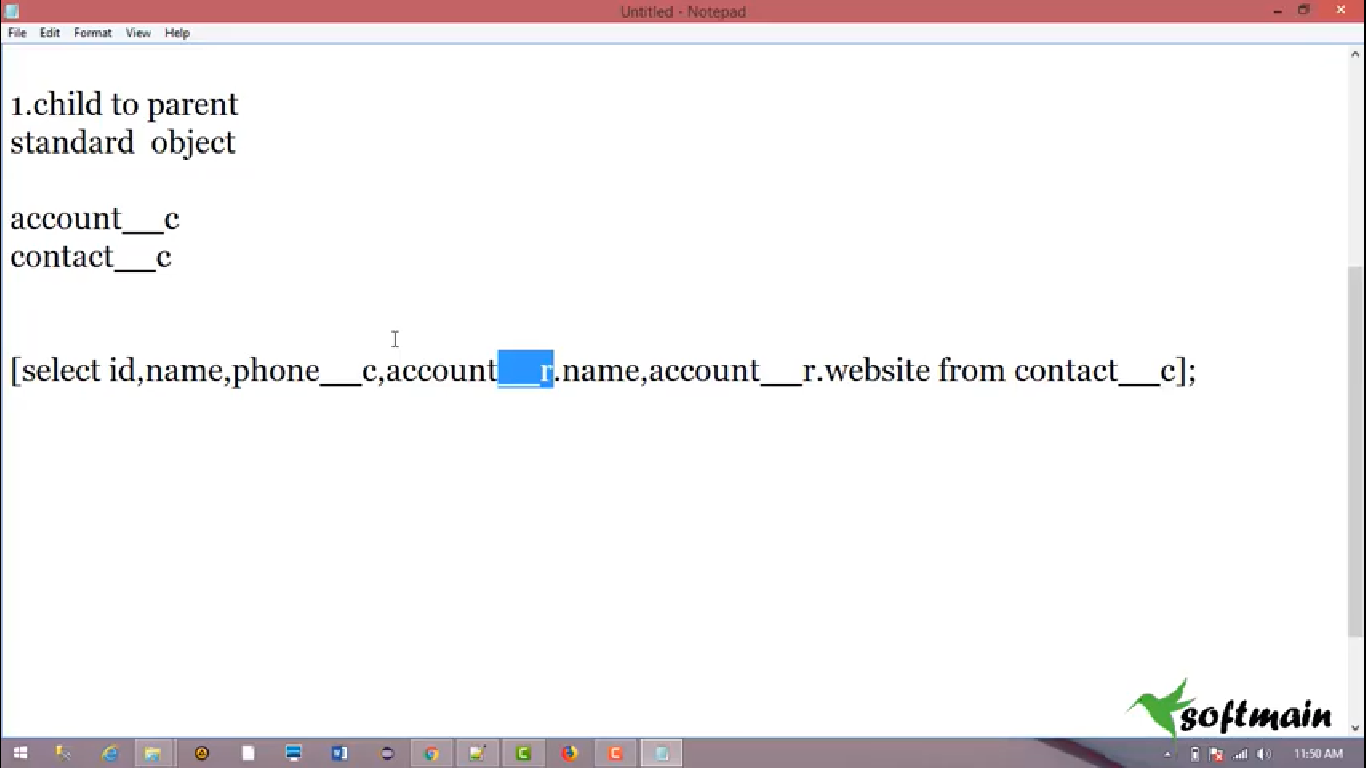 Untitled - Notepad
File Edit Format View Help
1.child to parent
standard  object
account__c
contact__c
[select id,name,phone__c,account__r.name,account__r.website from contact__c];
softmain
11:50 AM